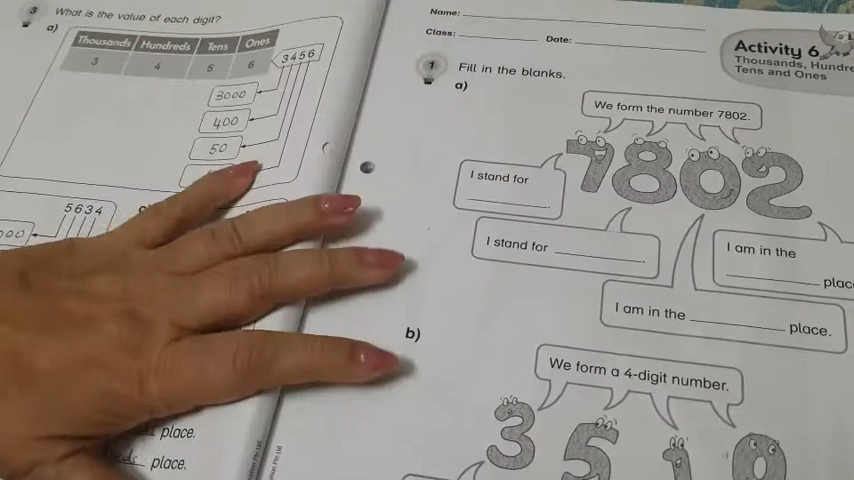 3 What is the value of each digit?
a)
Thousands Hundreds Tens Ones
3 4 5 6
3456
3000
400
50
5634
place.
place.
Name:
Class: Date:
Activity 6
Thousands,
Tens and Ones
1 Fill in the blanks.
a)
We form the number 7802.
7802
I stand for
I stand for
I am in the
place
I am in the place.
b)
We form a 4-digit number.
3510